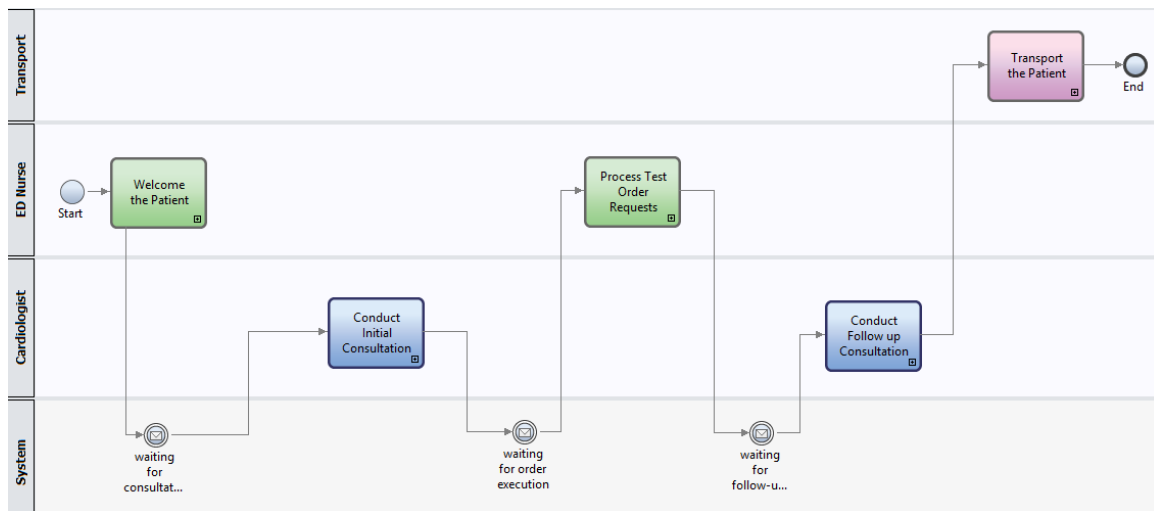 Transport
Transport
the Patient
End
ED Nurse
Start
Welcome
the Patient
Process Test
Order
Requests
Cardiologist
Conduct
Initial
Consultation
Conduct
Follow up
Consultation
System
waiting
for
consultat...
waiting
for order
execution
waiting
for
follow-u...